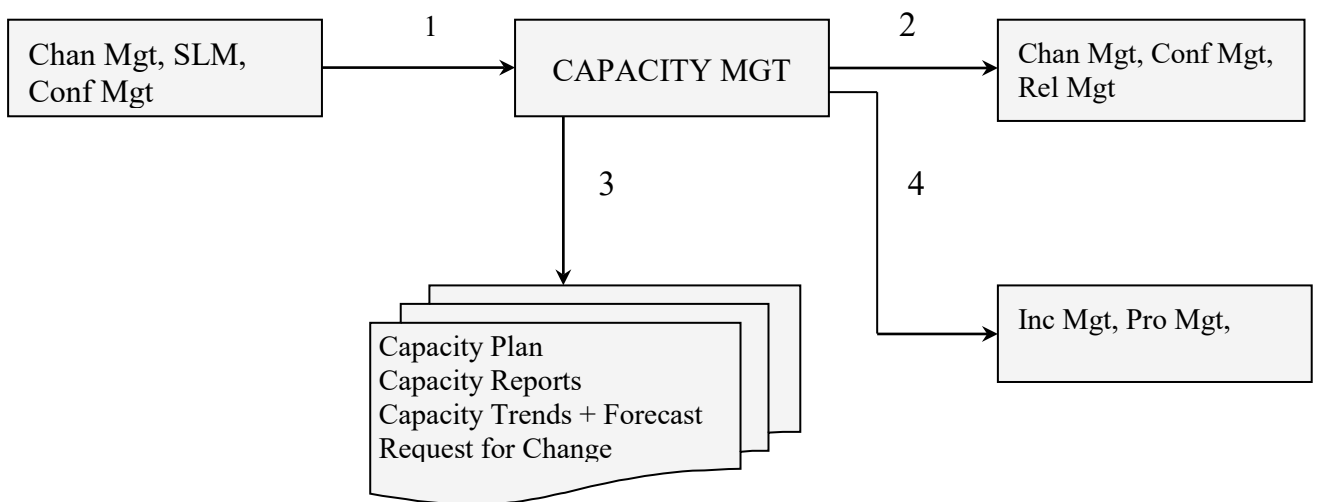 1
2
Chan Mgt, SLM,
Conf Mgt
CAPACITY MGT
Chan Mgt, Conf Mgt,
Rel Mgt
3
4
Inc Mgt, Pro Mgt,
Capacity Plan
Capacity Reports
Capacity Trends + Forecast
Request for Change